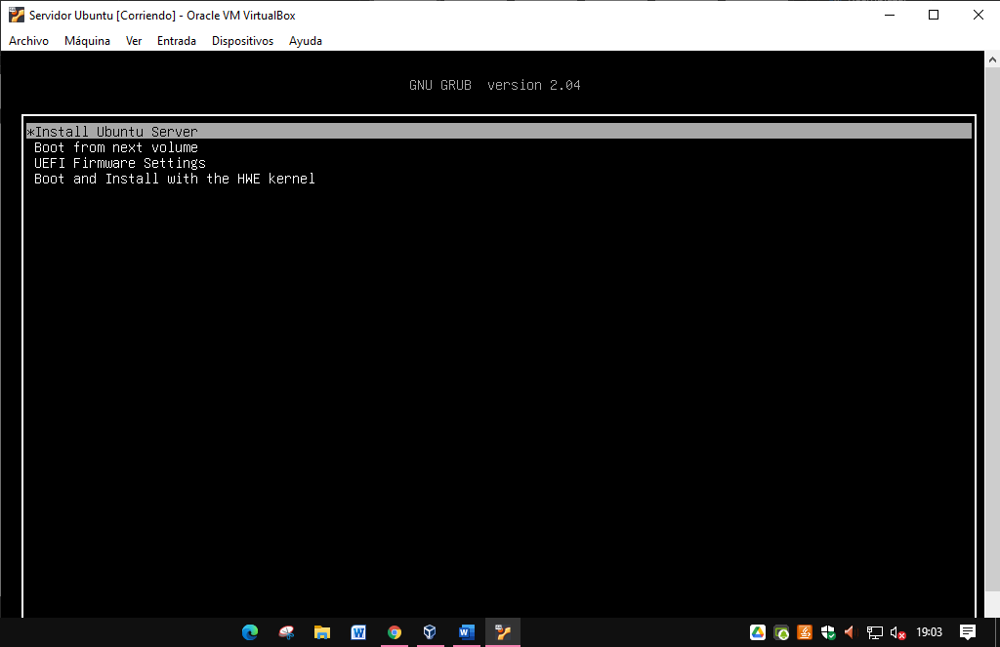 Servidor Ubuntu [Corriendo] - Oracle VM VirtualBox
Archivo Máquina Ver Entrada Dispositivos Ayuda
GNU GRUB version 2.04
*Install Ubuntu Server
Boot from next volume
UEFI Firmware Settings
Boot and Install with the HWE kernel
19:03